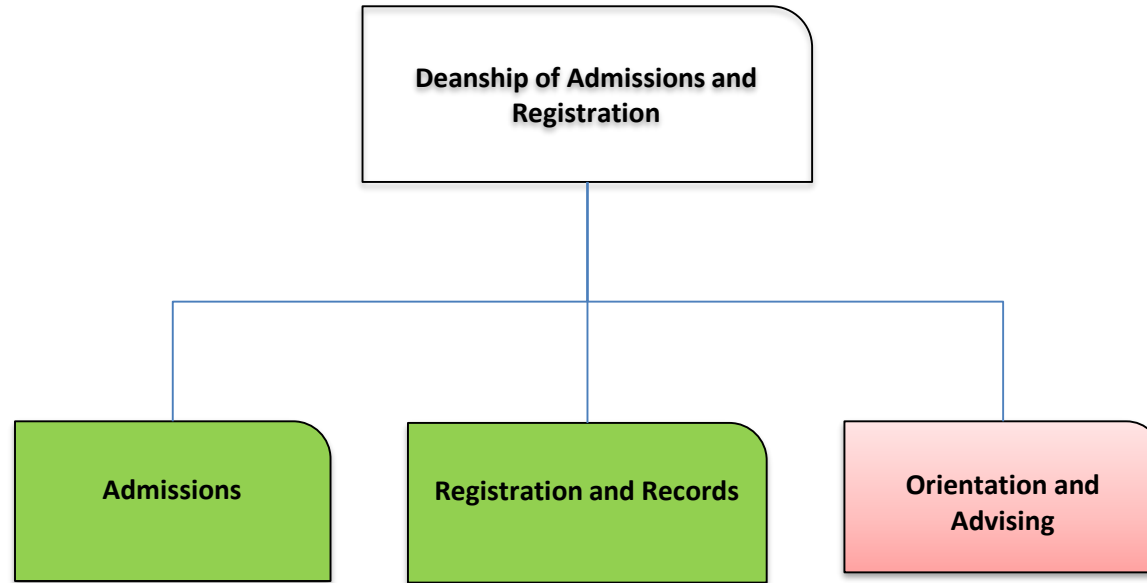 Deanship of Admissions and
Registration
Admissions
Registration and Records
Orientation and
Advising